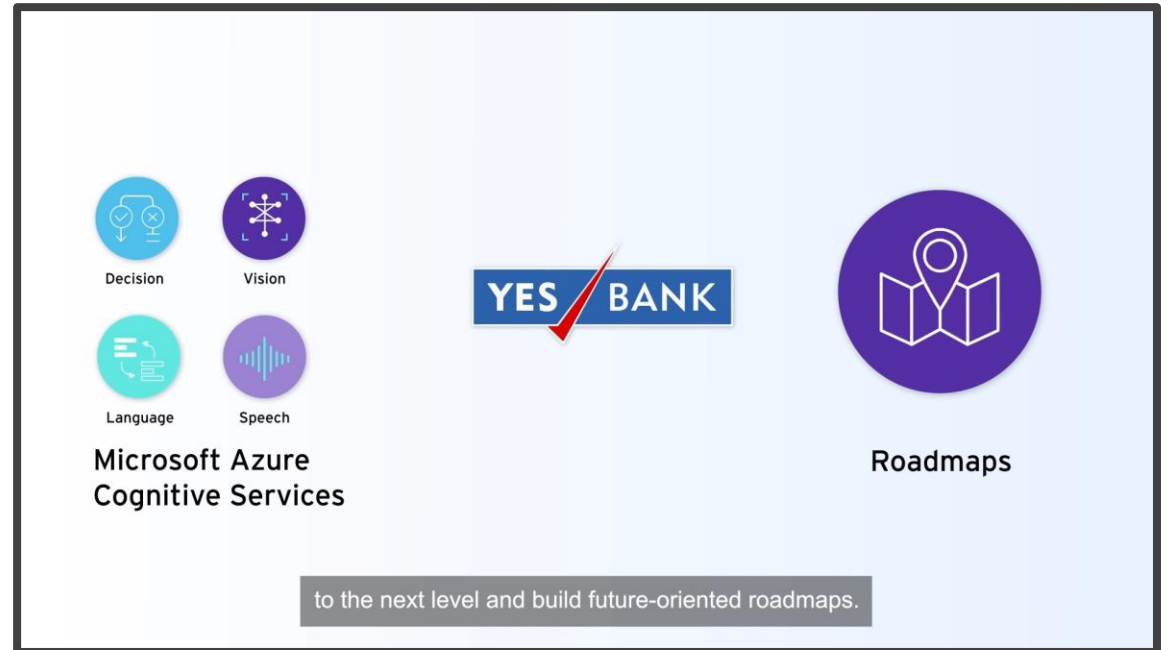 Decision
Vision
Language
Speech
Microsoft Azure
Cognitive Services
YES BANK
Roadmaps
to the next level and build future-oriented roadmaps.